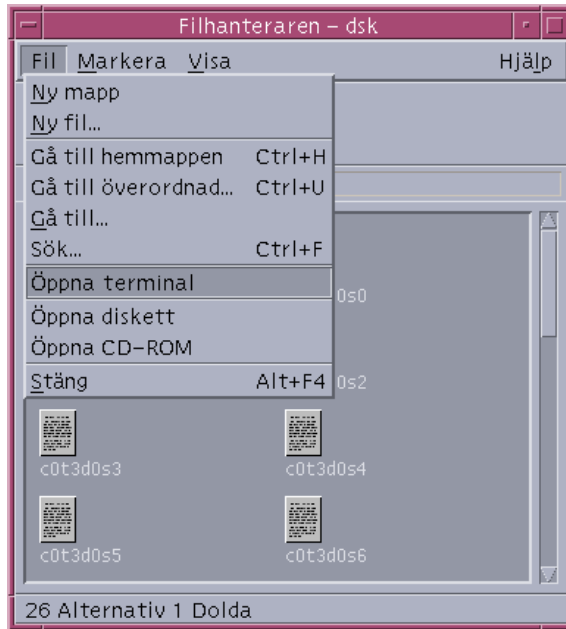 Filhanteraren – dsk
Fil Markera Visa Hjälp
Ny mapp
Ny fil...
Gå till hemmappen Ctrl+H
Gå till överordnad... Ctrl+U
Gå till...
Sök... Ctrl+F
Öppna terminal
0s0
Öppna diskett
Öppna CD–ROM
Stäng Alt+F4 0s2
c0t3d0s3 c0t3d0s4
c0t3d0s5 c0t3d0s6
26 Alternativ 1 Dolda